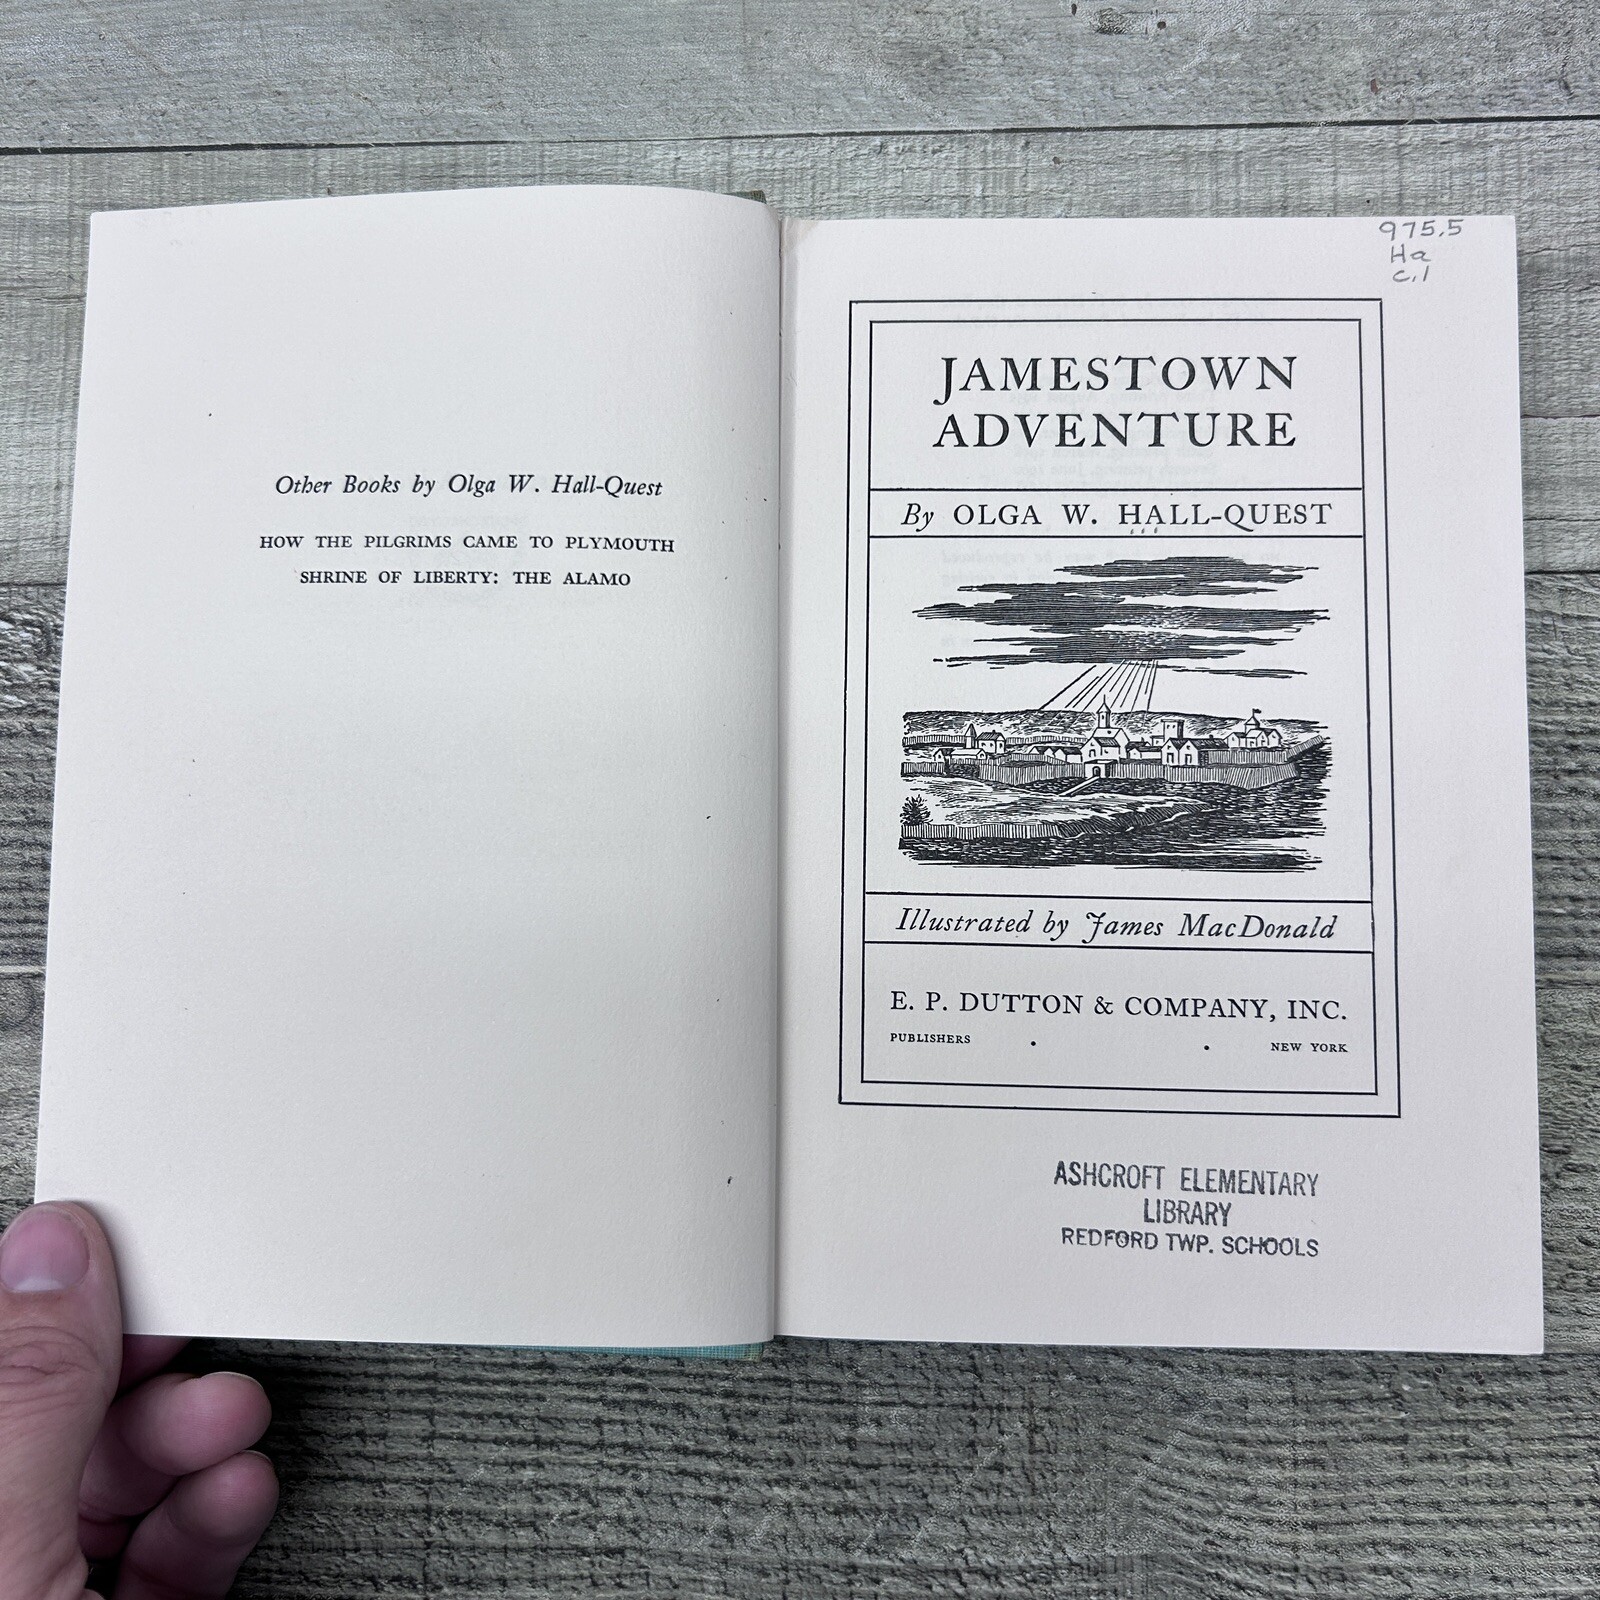 Other Books by Olga W. Hall-Quest
HOW THE PILGRIMS CAME TO PLYMOUTH
SHRINE OF LIBERTY: THE ALAMO
975.5
Ha
c.1
JAMESTOWN
ADVENTURE
By OLGA W. HALL-QUEST
Illustrated by James MacDonald
E. P. DUTTON & COMPANY, INC.
PUBLISHERS . . NEW YORK
ASHCROFT ELEMENTARY
LIBRARY
REDFORD TWP. SCHOOLS